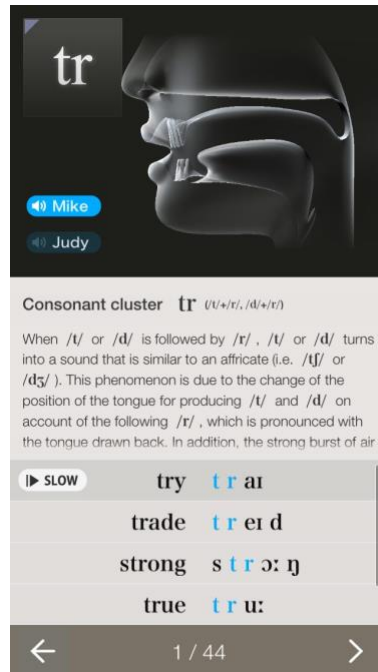 tr
Mike
Judy
Consonant cluster tr (/t/+/r/, /d/+/r/)
When /t/ or /d/ is followed by /r/ , /t/ or /d/ turns
into a sound that is similar to an affricate (i.e. /tʃ/ or
/dʒ/ ). This phenomenon is due to the change of the
position of the tongue for producing /t/ and /d/ on
account of the following /r/ , which is pronounced with
the tongue drawn back. In addition, the strong burst of air
SLOW try t r aɪ
trade t r eɪ d
strong s t r ɔː ŋ
true t r uː
1 / 44